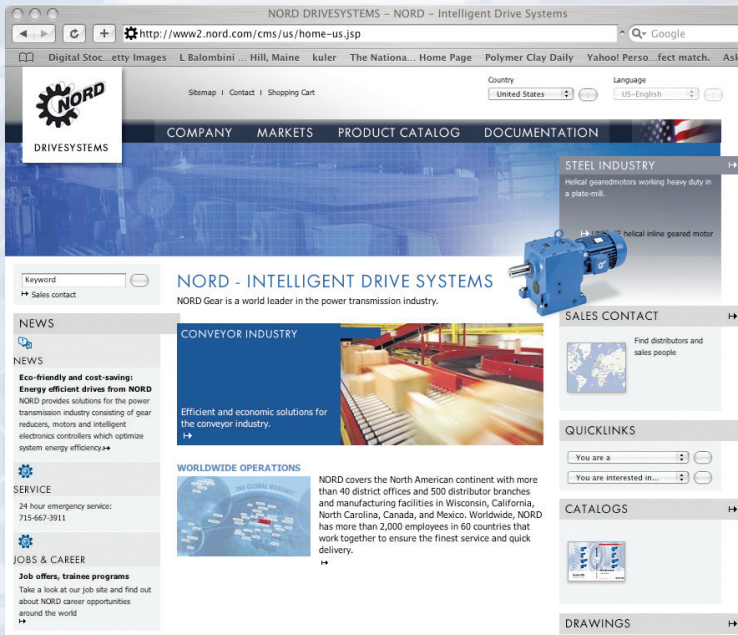 NORD DRIVESYSTEMS – NORD – Intelligent Drive Systems
http://www2.nord.com/cms/us/home-us.jsp
Google
Digital Stoc...etty Images L Balombini ... Hill, Maine kuler The Nationa... Home Page Polymer Clay Daily Yahoo! Perso...fect match. Ask
NORD
DRIVESYSTEMS
Sitemap I Contact I Shopping Cart
Country
United States
Language
US-English
COMPANY MARKETS PRODUCT CATALOG DOCUMENTATION
STEEL INDUSTRY
Helical gearedmotors working heavy duty in
a plate-mill.
helical inline geared motor
Keyword
Sales contact
NEWS
NEWS
Eco-friendly and cost-saving:
Energy efficient drives from NORD
NORD provides solutions for the power
transmission industry consisting of gear
reducers, motors and intelligent
electronics controllers which optimize
system energy efficiency.
SERVICE
24 hour emergency service:
715-667-3911
JOBS & CAREER
Job offers, trainee programs
Take a look at our job site and find out
about NORD career opportunities
around the world
NORD - INTELLIGENT DRIVE SYSTEMS
NORD Gear is a world leader in the power transmission industry.
CONVEYOR INDUSTRY
Efficient and economic solutions for
the conveyor industry.
WORLDWIDE OPERATIONS
THE GLOBAL NORDSHIP
NORD covers the North American continent with more
than 40 district offices and 500 distributor branches
and manufacturing facilities in Wisconsin, California,
North Carolina, Canada, and Mexico. Worldwide, NORD
has more than 2,000 employees in 60 countries that
work together to ensure the finest service and quick
delivery.
SALES CONTACT
Find distributors and
sales people
QUICKLINKS
You are a
You are interested in...
CATALOGS
DRAWINGS